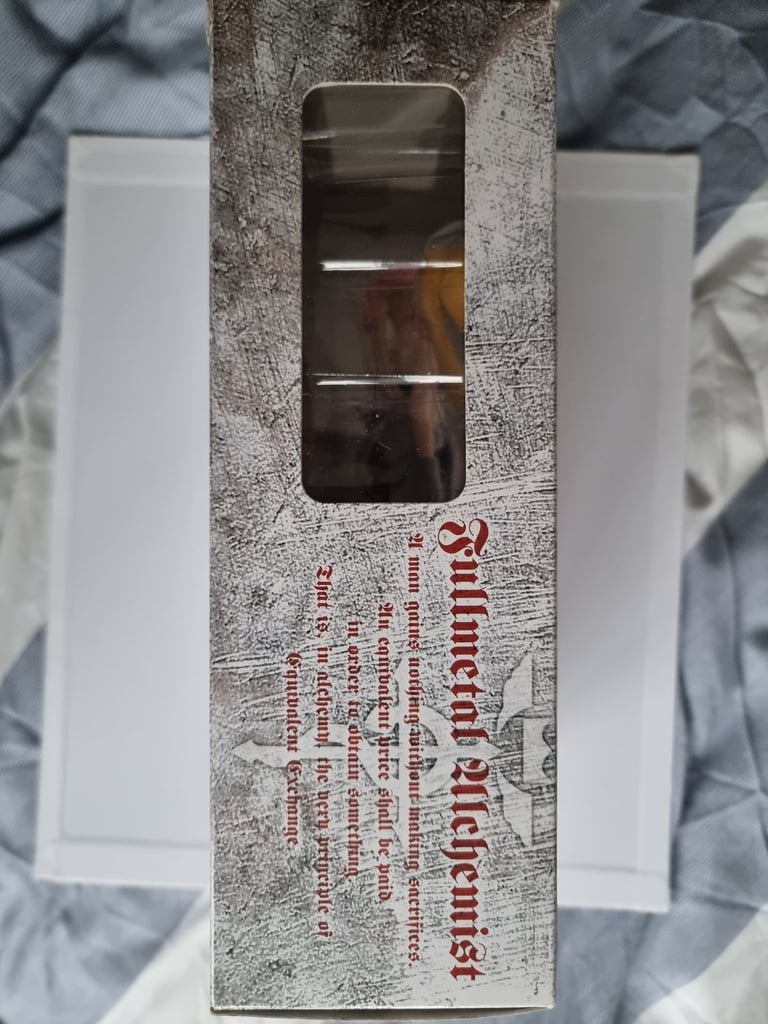 Fullmetal Alchemist
A man gains nothing without making sacrifices.
An equivalent price shall be paid
in order to obtain something.
That is, in alchemy, the very principle of
Equivalent Exchange.